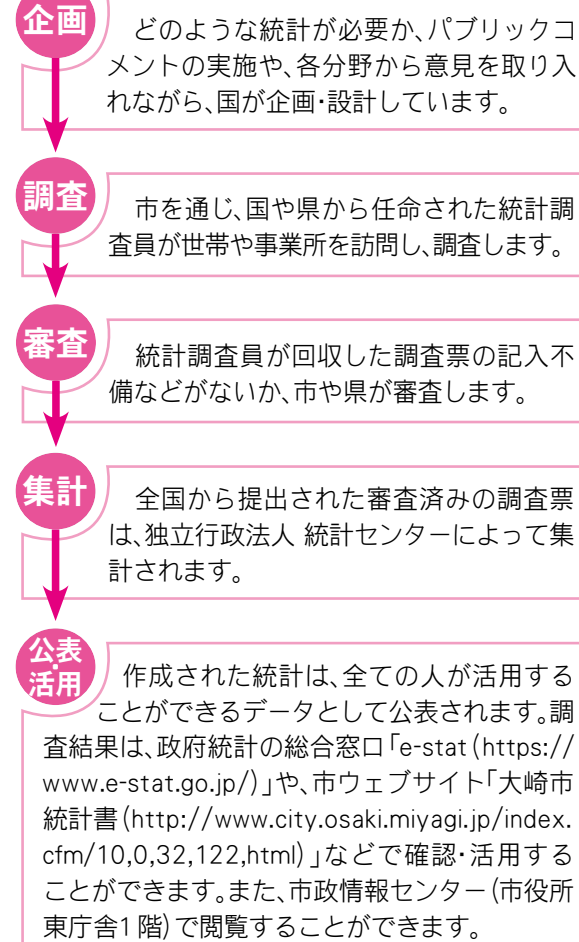 企画
どのような統計が必要か、パブリックコ
メントの実施や、各分野から意見を取り入
れながら、国が企画・設計しています。
調査
市を通じ、国や県から任命された統計調
査員が世帯や事業所を訪問し、調査します。
審査
統計調査員が回収した調査票の記入不
備などがないか、市や県が審査します。
集計
全国から提出された審査済みの調査票
は、独立行政法人 統計センターによって集
計されます。
公表
・
活用
作成された統計は、全ての人が活用する
ことができるデータとして公表されます。調
査結果は、政府統計の総合窓口「e-stat(https://
www.e-stat.go.jp/)」や、市ウェブサイト「大崎市
統計書(http://www.city.osaki.miyagi.jp/index.
cfm/10,0,32,122,html)」などで確認・活用する
ことができます。また、市政情報センター(市役所
東庁舎1階)で閲覧することができます。